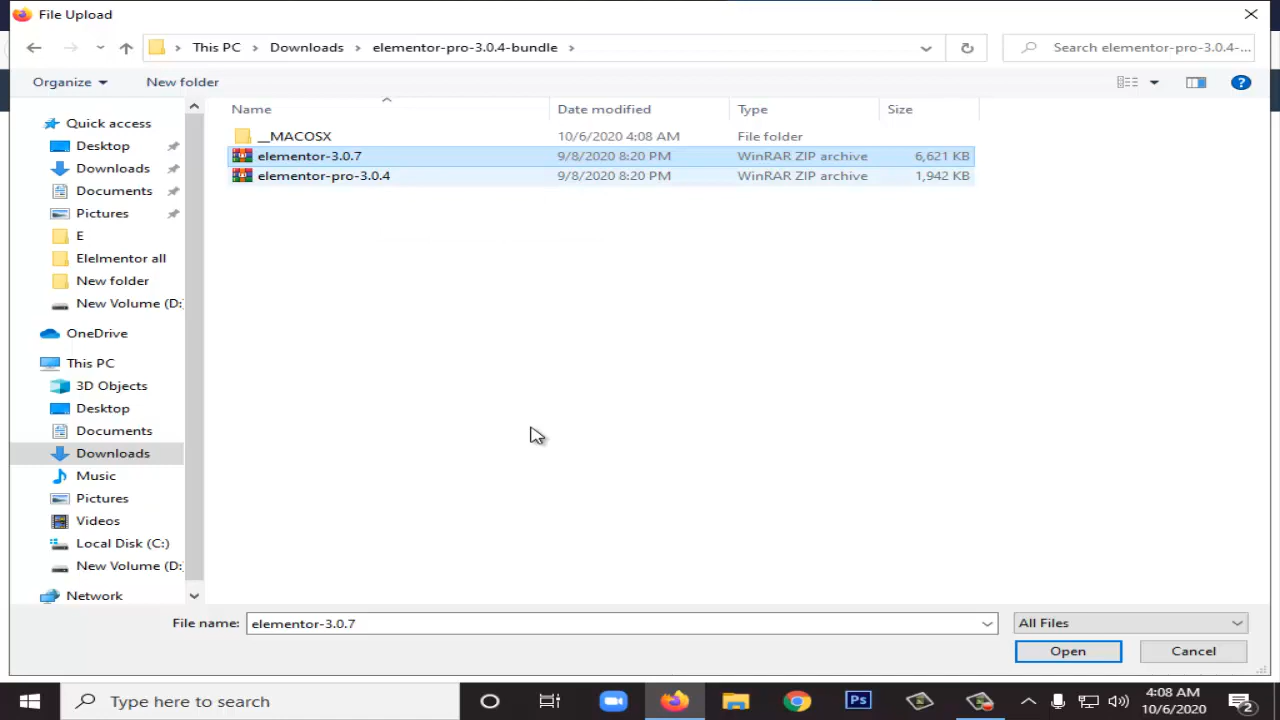 File Upload
This PC > Downloads > elementor-pro-3.0.4-bundle >
Search elementor-pro-3.0.4-...
Organize
New folder
Name Date modified Type Size
__MACOSX 10/6/2020 4:08 AM File folder
elementor-3.0.7 9/8/2020 8:20 PM WinRAR ZIP archive 6,621 KB
elementor-pro-3.0.4 9/8/2020 8:20 PM WinRAR ZIP archive 1,942 KB
Quick access
Desktop
Downloads
Documents
Pictures
E
Elelmentor all
New folder
New Volume (D:
OneDrive
This PC
3D Objects
Desktop
Documents
Downloads
Music
Pictures
Videos
Local Disk (C:)
New Volume (D:
Network
File name: elementor-3.0.7
All Files
Open
Cancel
Type here to search
Ps
4:08 AM
10/6/2020
2